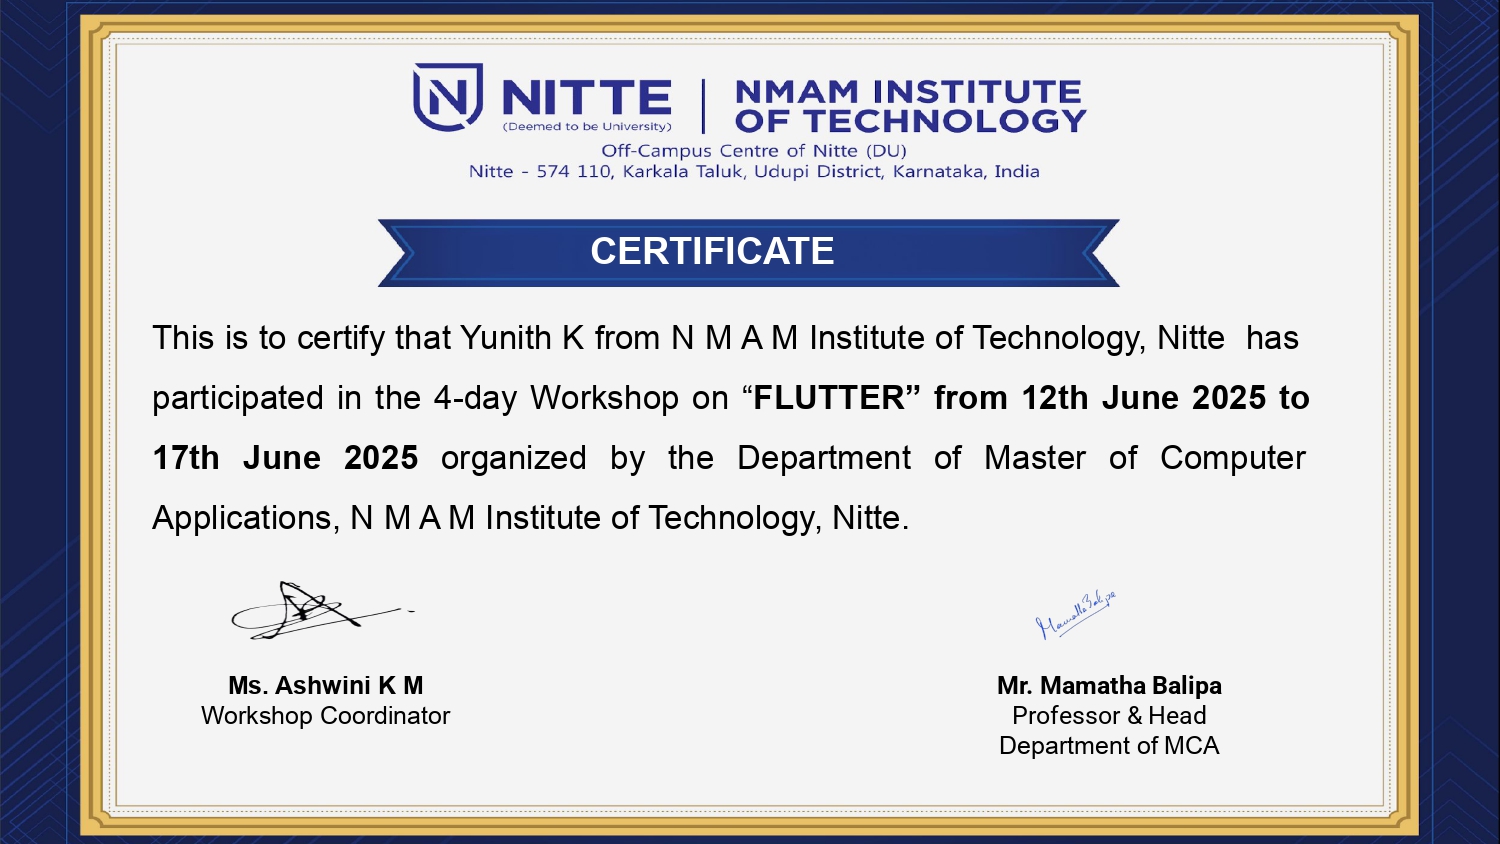 NITTE
(Deemed to be University)
NMAM INSTITUTE
OF TECHNOLOGY
Off-Campus Centre of Nitte (DU)
Nitte - 574 110, Karkala Taluk, Udupi District, Karnataka, India
CERTIFICATE
This is to certify that Yunith K from N M A M Institute of Technology, Nitte has
participated in the 4-day Workshop on “FLUTTER” from 12th June 2025 to
17th June 2025 organized by the Department of Master of Computer
Applications, N M A M Institute of Technology, Nitte.
Mamatha Balipa
Ms. Ashwini K M
Workshop Coordinator
Mr. Mamatha Balipa
Professor & Head
Department of MCA